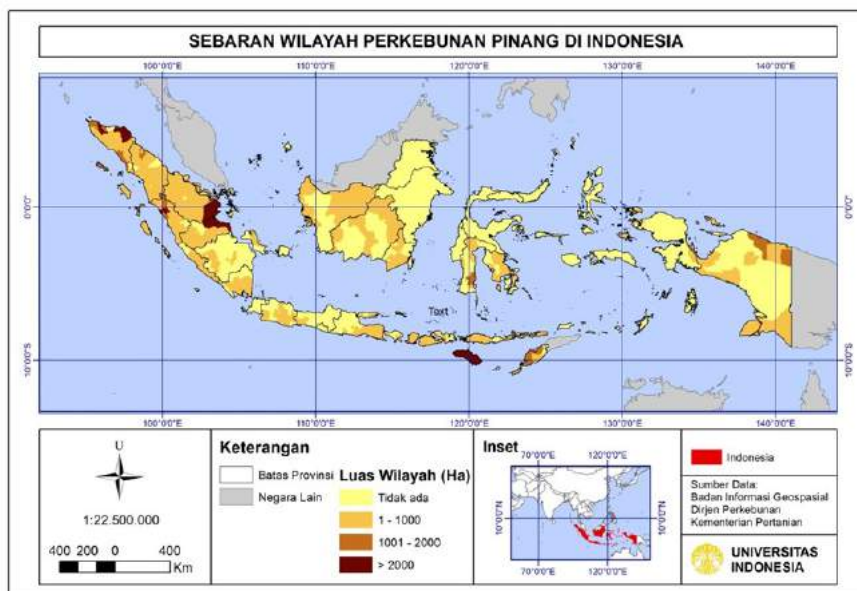 SEBARAN WILAYAH PERKEBUNAN PINANG DI INDONESIA
100°0'0"E 110°0'0"E 120°0'0"E 130°0'0"E 140°0'0"E
0°0'0" 0°0'0"
Text
10°0'0"S 10°0'0"S
100°0'0"E 110°0'0"E 120°0'0"E 130°0'0"E 140°0'0"E
U
1:22.500.000
400 200 0 400
Km
Keterangan
Batas Provinsi
Negara Lain
Luas Wilayah (Ha)
Tidak ada
1 - 1000
1001 - 2000
> 2000
Inset
70°0'0"E 120°0'0"E
10°0'0"N 10°0'0"N
70°0'0"E 120°0'0"E
Indonesia
Sumber Data:
Badan Informasi Geospasial
Dirjen Perkebunan
Kementerian Pertanian
UNIVERSITAS
INDONESIA